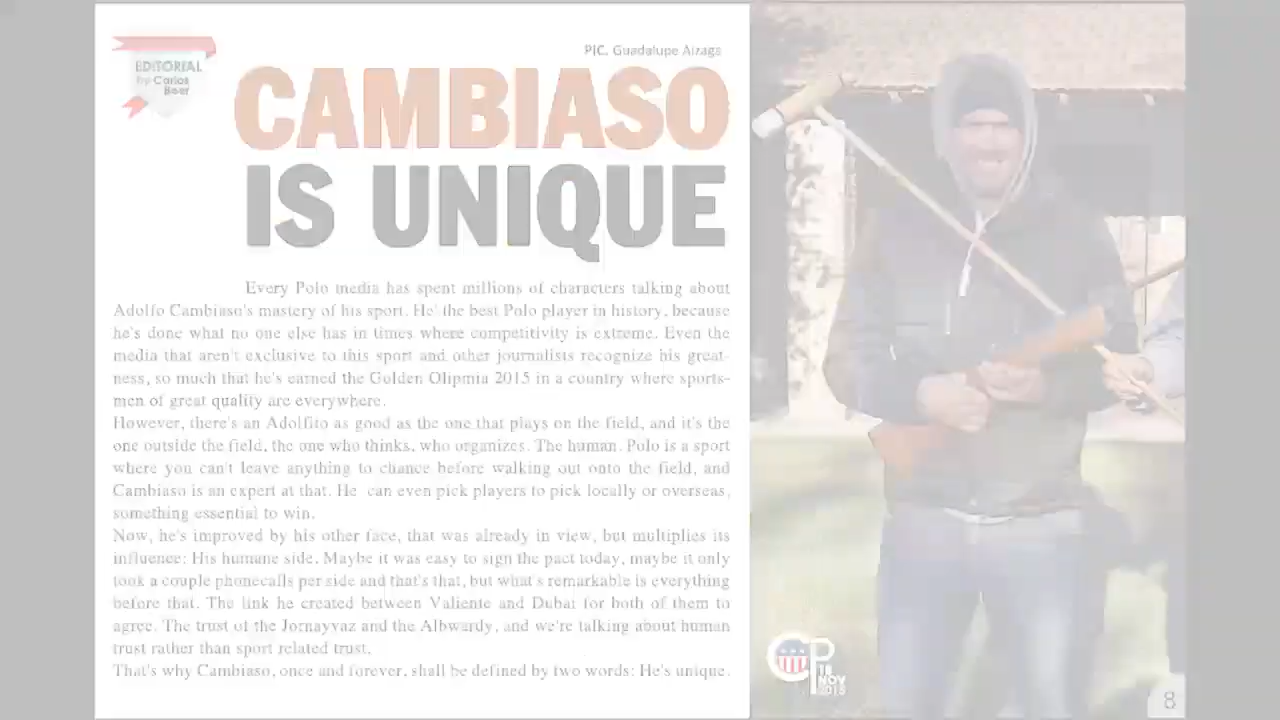 PIC. Guadalupe Aizaga
EDITORIAL
by Carlos
Beer
CAMBIASO
IS UNIQUE
Every Polo media has spent millions of characters talking about
Adolfo Cambiaso's mastery of his sport. He' the best Polo player in history, because
he's done what no one else has in times where competitivity is extreme. Even the
media that aren't exclusive to this sport and other journalists recognize his great-
ness, so much that he's earned the Golden Olipmia 2015 in a country where sports-
men of great quality are everywhere.
However, there's an Adolfito as good as the one that plays on the field, and it's the
one outside the field, the one who thinks, who organizes. The human. Polo is a sport
where you can't leave anything to chance before walking out onto the field, and
Cambiaso is an expert at that. He can even pick players to pick locally or overseas,
something essential to win.
Now, he's improved by his other face, that was already in view, but multiplies its
influence: His humane side. Maybe it was easy to sign the pact today, maybe it only
took a couple phonecalls per side and that's that, but what's remarkable is everything
before that. The link he created between Valiente and Dubai for both of them to
agree. The trust of the Jornayvaz and the Albwardy, and we're talking about human
trust rather than sport related trust.
That's why Cambiaso, once and forever, shall be defined by two words: He's unique.
CP
18
NOV
2015
8